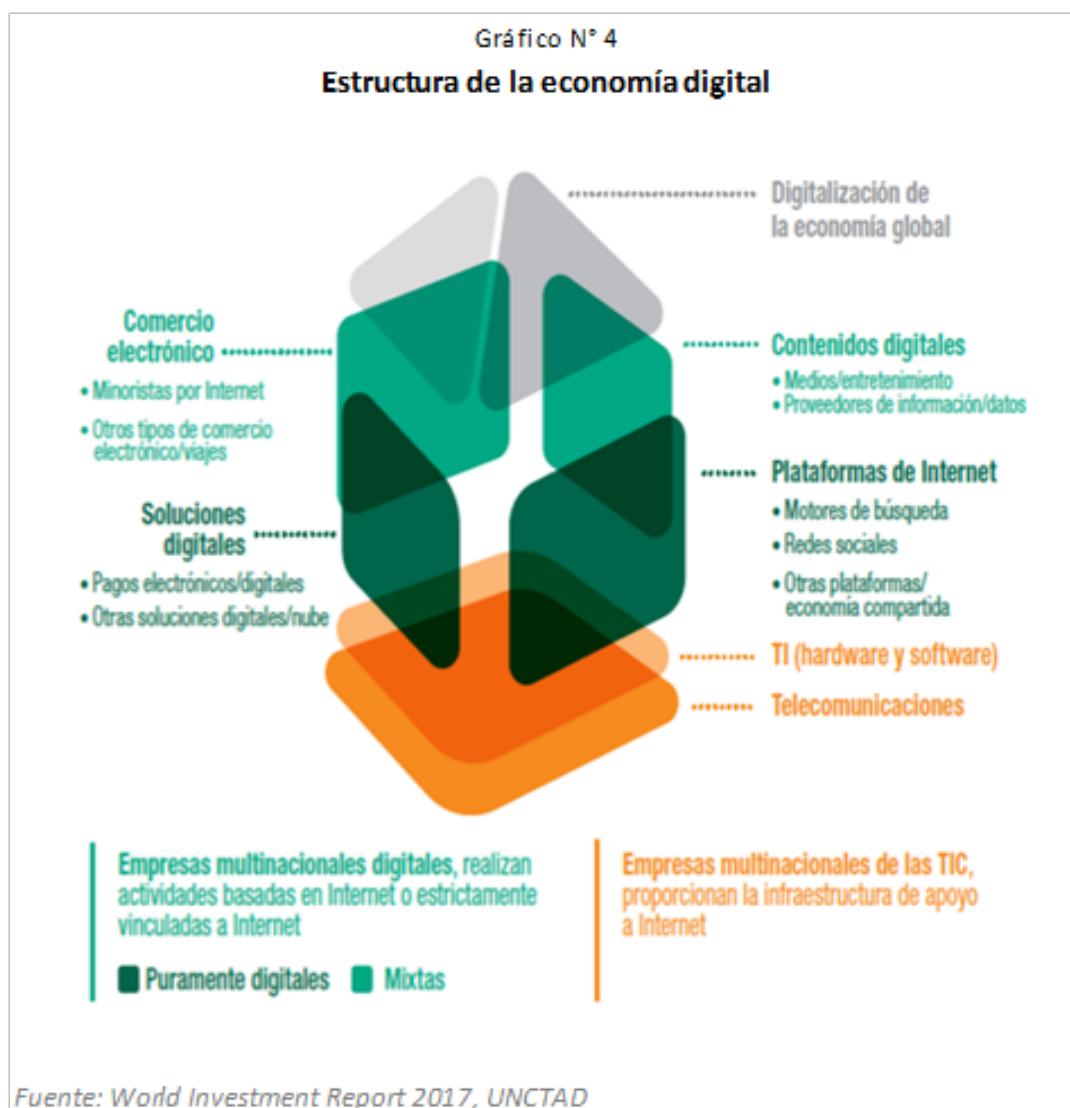 Gráfico N° 4
Estructura de la economía digital
Digitalización de
la economía global
Comercio
electrónico
• Minoristas por Internet
• Otros tipos de comercio
electrónico/viajes
Contenidos digitales
• Medios/entretenimiento
• Proveedores de información/datos
Soluciones
digitales
• Pagos electrónicos/digitales
• Otras soluciones digitales/nube
Plataformas de Internet
• Motores de búsqueda
• Redes sociales
• Otras plataformas/
economía compartida
TI (hardware y software)
Telecomunicaciones
Empresas multinacionales digitales, realizan
actividades basadas en Internet o estrictamente
vinculadas a Internet
Puramente digitales Mixtas
Empresas multinacionales de las TIC,
proporcionan la infraestructura de apoyo
a Internet
Fuente: World Investment Report 2017, UNCTAD